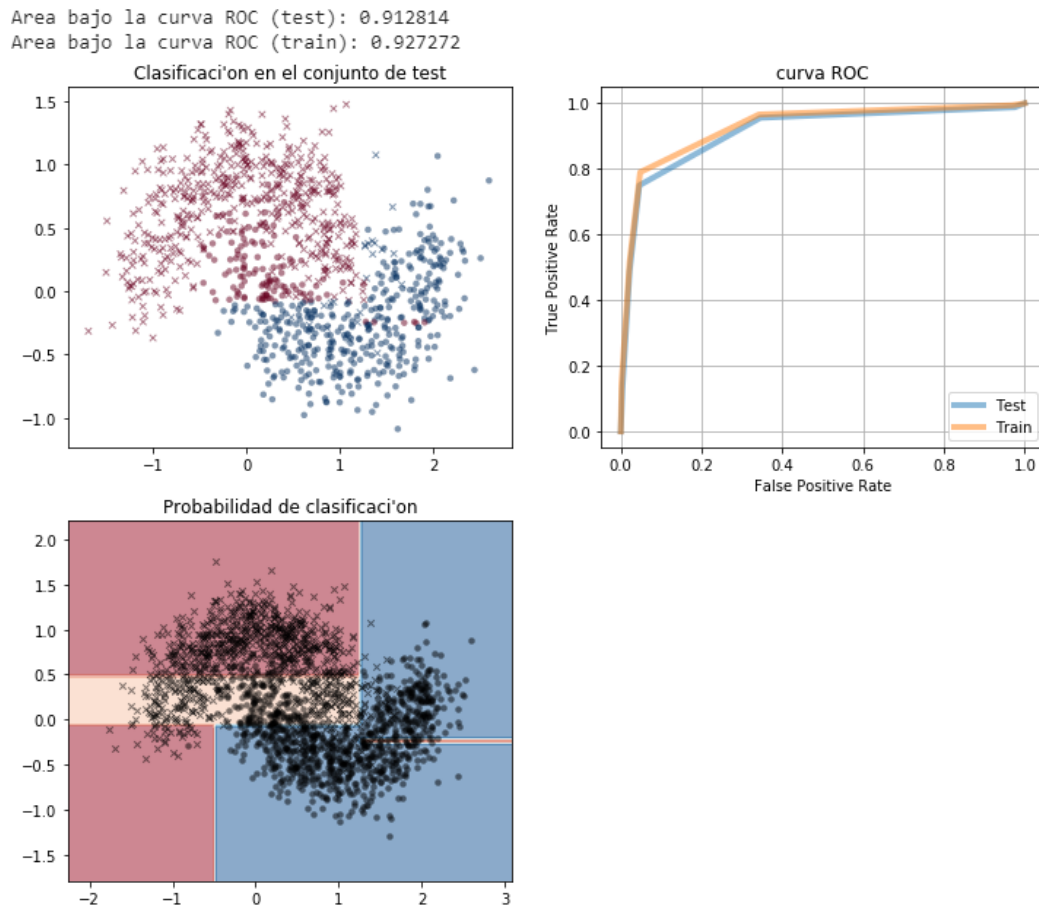 Area bajo la curva ROC (test): 0.912814
Area bajo la curva ROC (train): 0.927272
Clasificaci'on en el conjunto de test
1.5
1.0
0.5
0.0
−0.5
−1.0
−1 0 1 2
curva ROC
1.0
0.8
0.6
0.4
0.2
0.0
True Positive Rate
Test
Train
0.0 0.2 0.4 0.6 0.8 1.0
False Positive Rate
Probabilidad de clasificaci'on
2.0
1.5
1.0
0.5
0.0
−0.5
−1.0
−1.5
−2 −1 0 1 2 3